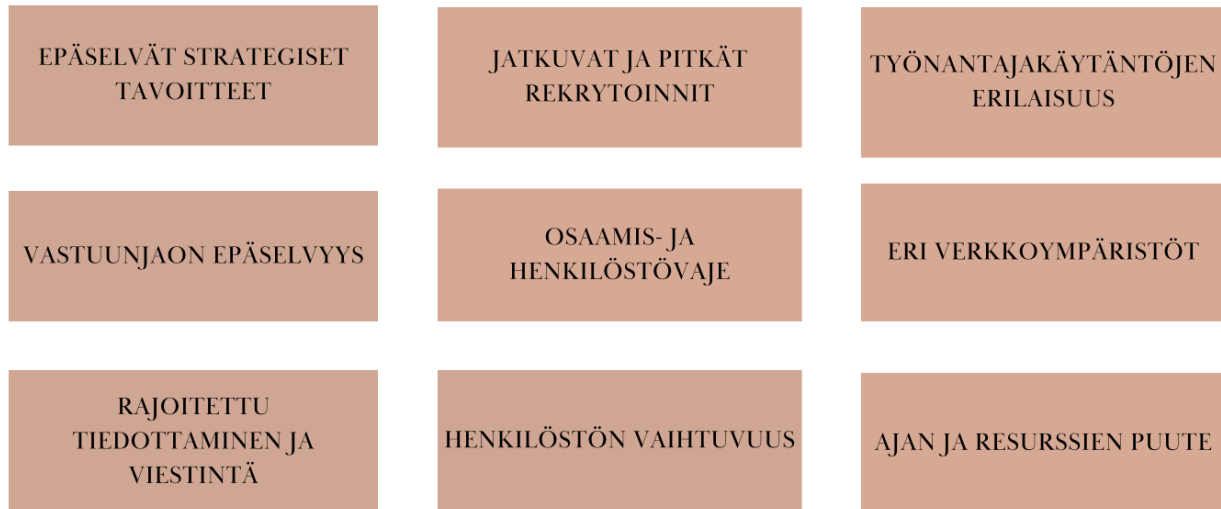 EPÄSELVÄT STRATEGISET
TAVOITTEET
JATKUVAT JA PITKÄT
REKRYTOINNIT
TYÖNANTAJAKÄYTÄNTÖJEN
ERILAISUUS
VASTUUNJAON EPÄSELVYYS
OSAAMIS- JA
HENKILÖSTÖVAJE
ERI VERKKOYMPÄRISTÖT
RAJOITETTU
TIEDOTTAMINEN JA
VIESTINTÄ
HENKILÖSTÖN VAIHTUVUUS
AJAN JA RESURSSIEN PUUTE